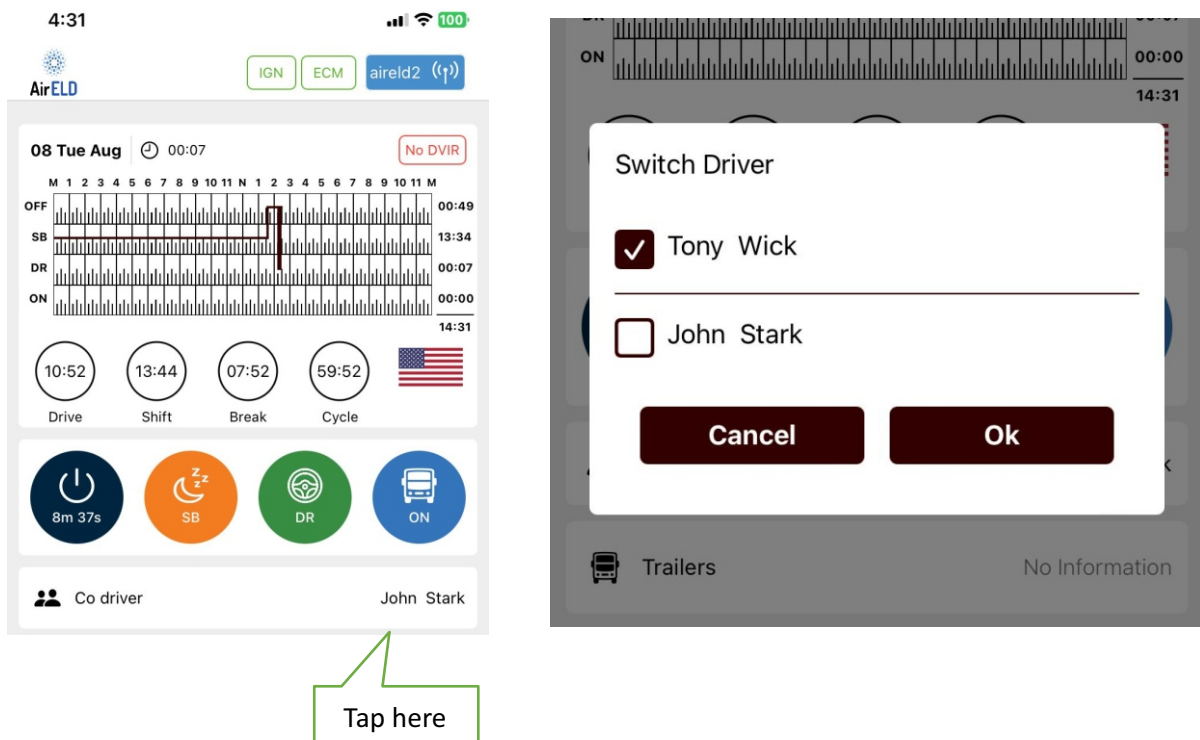 4:31
100
AirELD
IGN
ECM
aireld2
08 Tue Aug
00:07
No DVIR
M 1 2 3 4 5 6 7 8 9 10 11 N 1 2 3 4 5 6 7 8 9 10 11 M
OFF 00:49
SB 13:34
DR 00:07
ON 00:00
14:31
10:52 13:44 07:52 59:52
Drive Shift Break Cycle
z z z
8m 37s SB DR ON
Co driver John Stark
Tap here
ON 00:00
14:31
Switch Driver
Tony Wick
John Stark
Cancel Ok
Trailers No Information